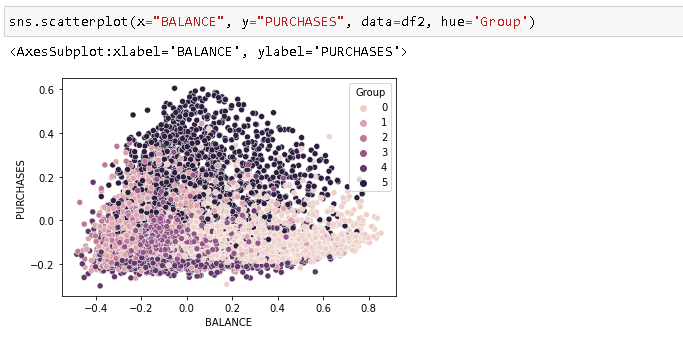 sns.scatterplot(x="BALANCE", y="PURCHASES", data=df2, hue='Group')
<AxesSubplot:xlabel='BALANCE', ylabel='PURCHASES'>
Group
0
1
2
3
4
5
0.6
0.4
0.2
0.0
−0.2
PURCHASES
−0.4 −0.2 0.0 0.2 0.4 0.6 0.8
BALANCE